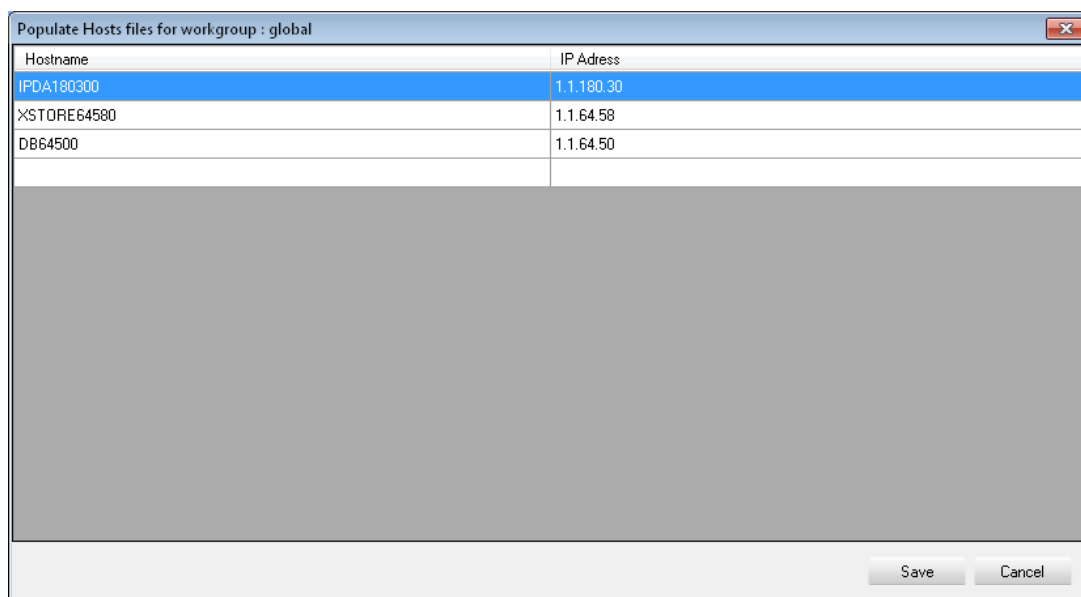 Populate Hosts files for workgroup : global
Hostname IP Adress
IPDA180300 1.1.180.30
XSTORE64580 1.1.64.58
DB64500 1.1.64.50
Save Cancel